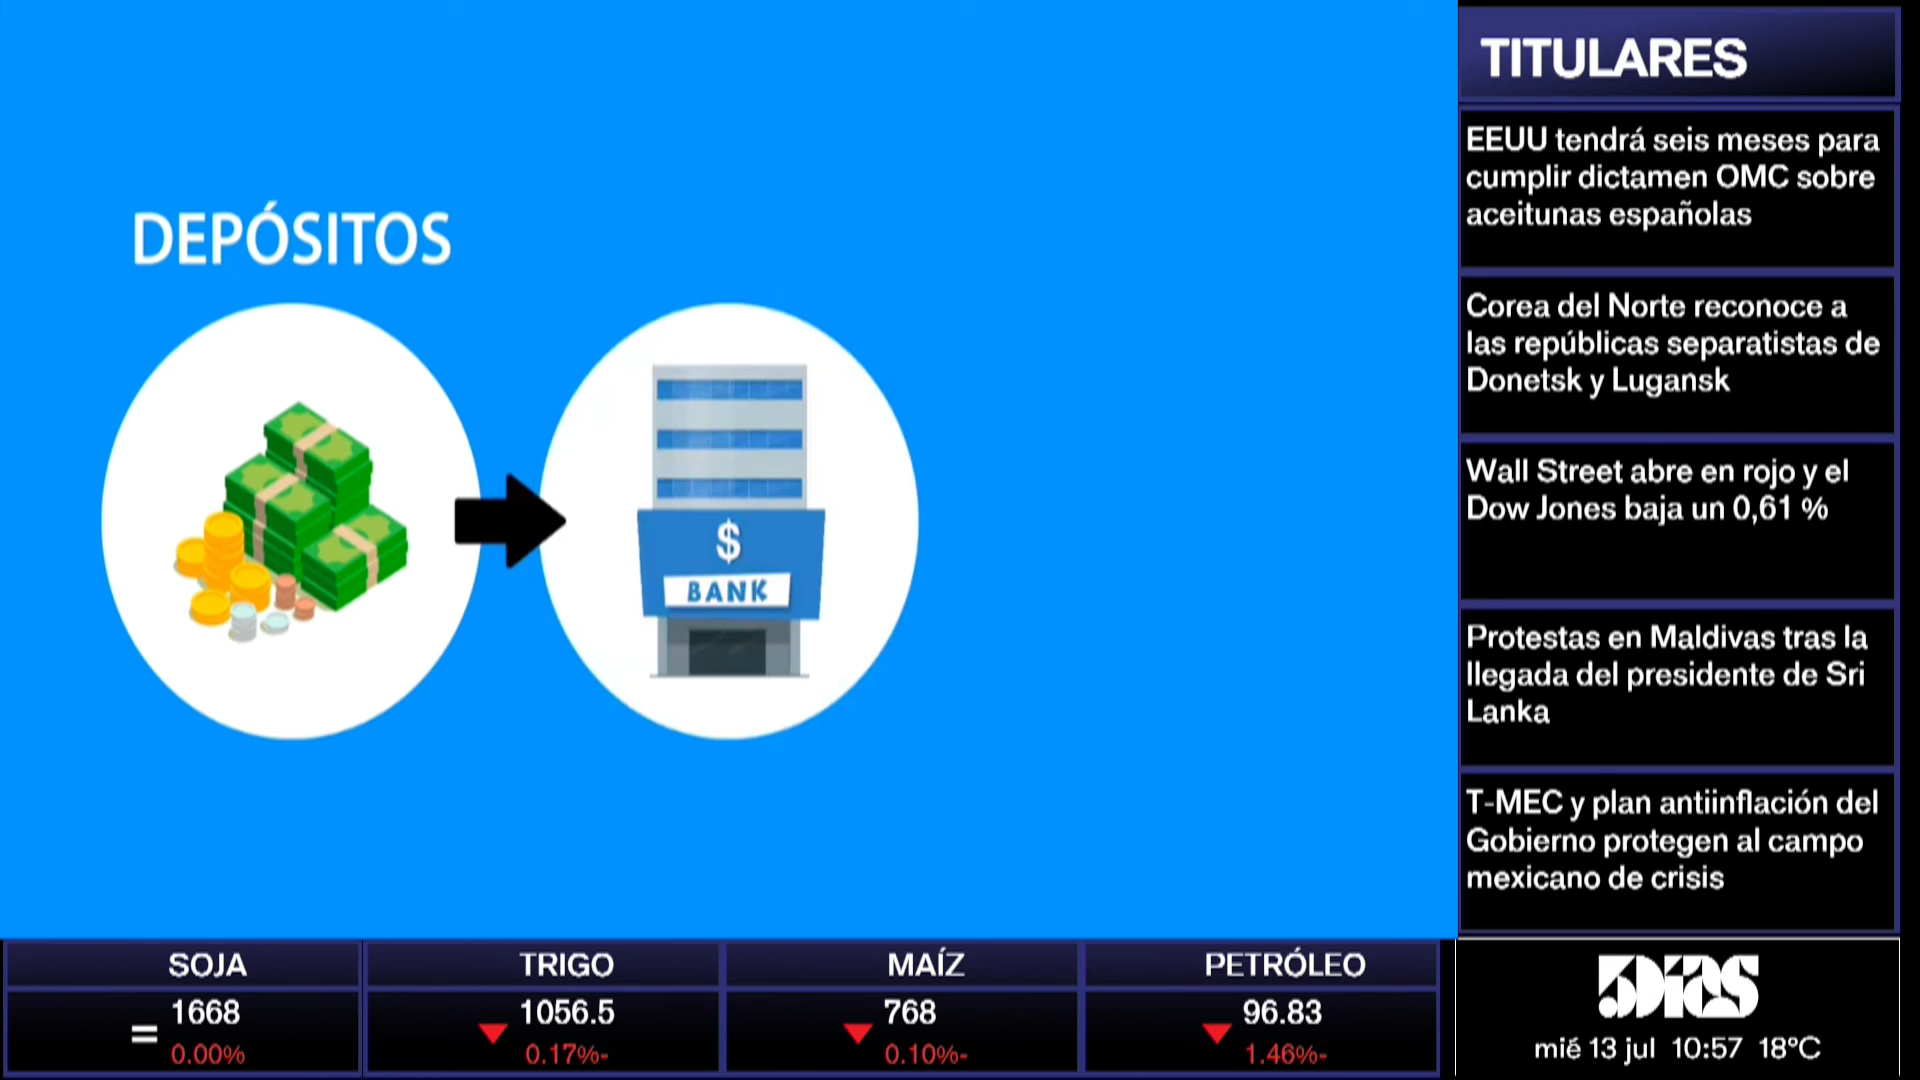 DEPÓSITOS
$
BANK
TITULARES
EEUU tendrá seis meses para
cumplir dictamen OMC sobre
aceitunas españolas
Corea del Norte reconoce a
las repúblicas separatistas de
Donetsk y Lugansk
Wall Street abre en rojo y el
Dow Jones baja un 0,61 %
Protestas en Maldivas tras la
llegada del presidente de Sri
Lanka
T-MEC y plan antiinflación del
Gobierno protegen al campo
mexicano de crisis
SOJA
= 1668
0.00%
TRIGO
1056.5
0.17%-
MAÍZ
768
0.10%-
PETRÓLEO
96.83
1.46%-
5Días
mié 13 jul 10:57 18°C